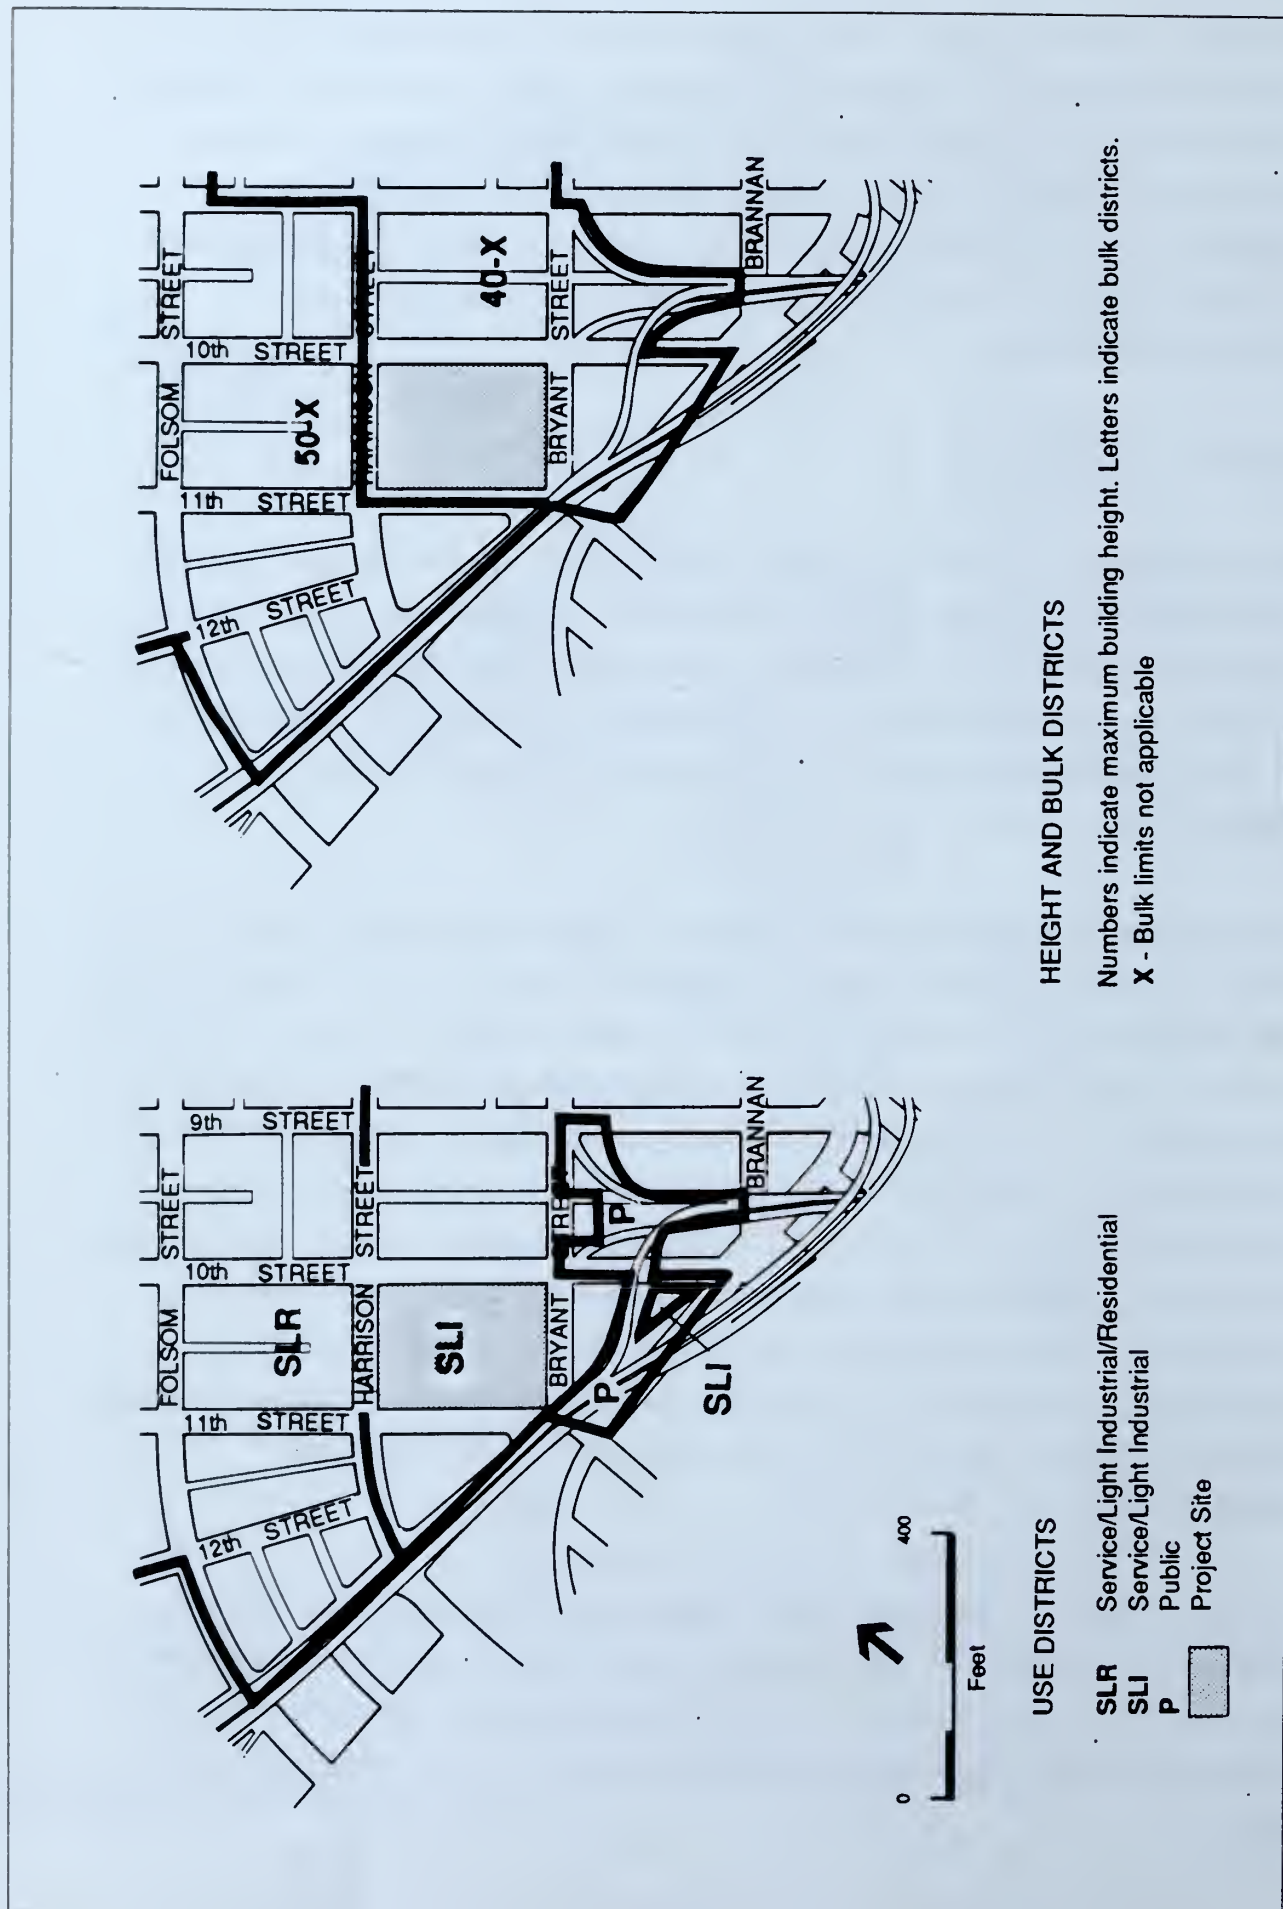 FOLSOM STREET
12th STREET
11th STREET
10th STREET
9th STREET
SLR
HARRISON STREET
SLI
BRYANT
P
P
BRANNAN
SLI
0 400
Feet
USE DISTRICTS
SLR Service/Light Industrial/Residential
SLI Service/Light Industrial
P Public
Project Site
FOLSOM STREET
12th STREET
11th STREET
10th STREET
50-X
HARRISON STREET
40-X
BRYANT STREET
BRANNAN
HEIGHT AND BULK DISTRICTS
Numbers indicate maximum building height. Letters indicate bulk districts.
X - Bulk limits not applicable